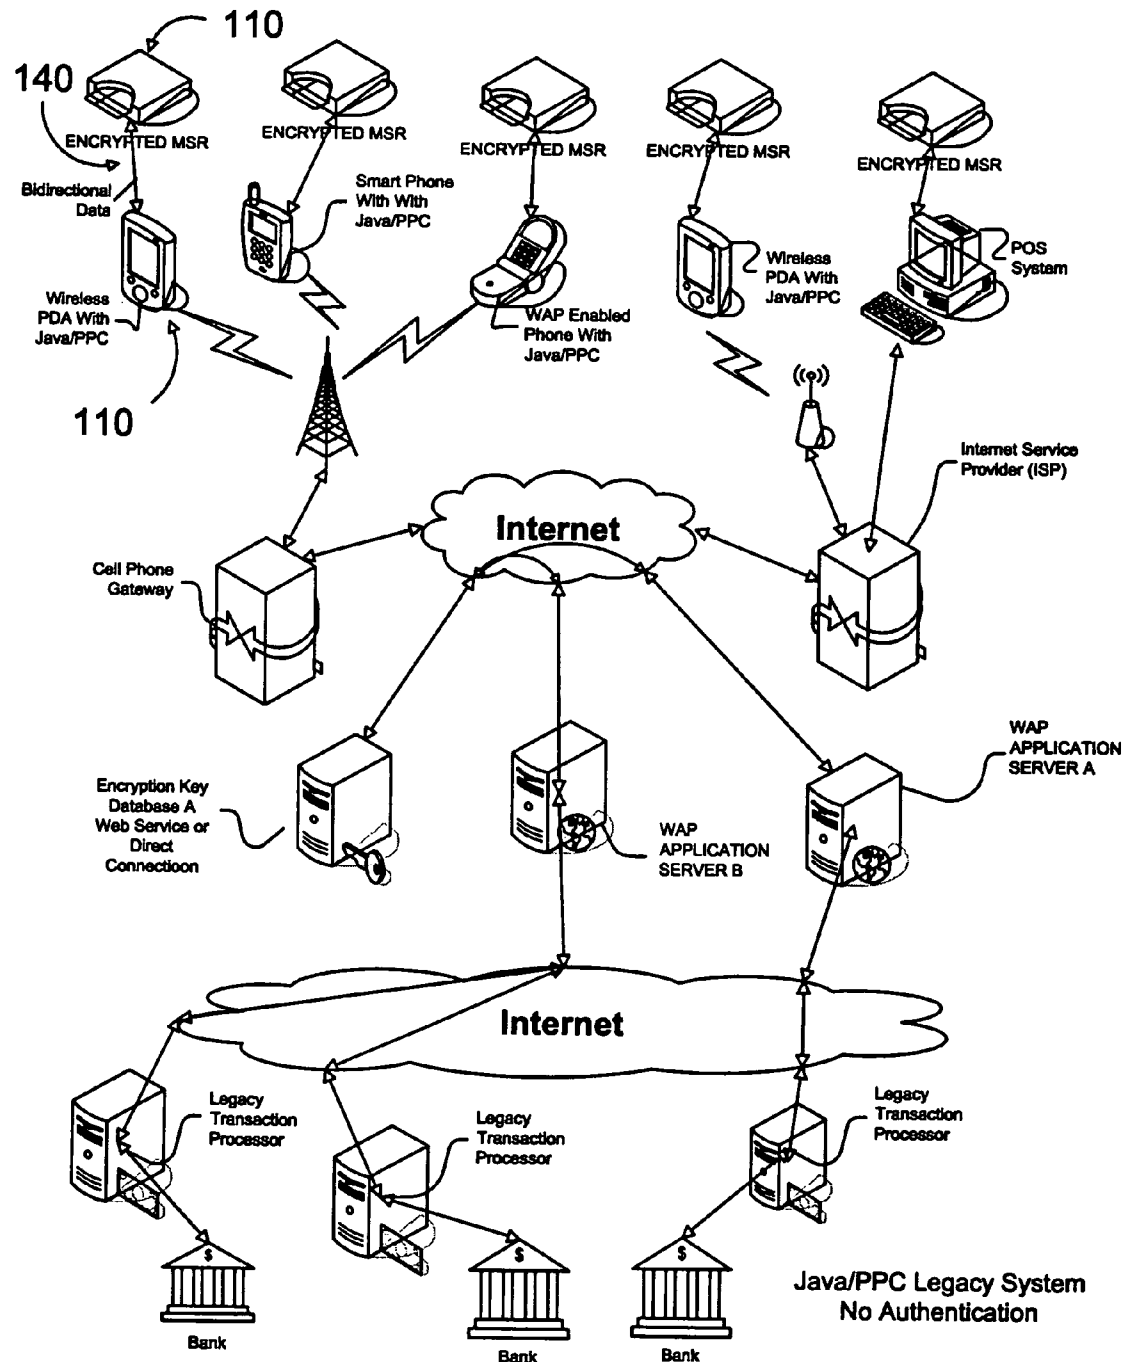 110
140
ENCRYPTED MSR
ENCRYPTED MSR
ENCRYPTED MSR
ENCRYPTED MSR
ENCRYPTED MSR
Bidirectional
Data
Smart Phone
With With
Java/PPC
Wireless
PDA With
Java/PPC
WAP Enabled
Phone With
Java/PPC
Wireless
PDA With
Java/PPC
POS
System
110
Internet Service
Provider (ISP)
Internet
Cell Phone
Gateway
WAP
APPLICATION
SERVER A
Encryption Key
Database A
Web Service or
Direct
Connectioon
WAP
APPLICATION
SERVER B
Internet
Legacy
Transaction
Processor
Legacy
Transaction
Processor
Legacy
Transaction
Processor
$
$
$
Bank
Bank
Bank
Java/PPC Legacy System
No Authentication